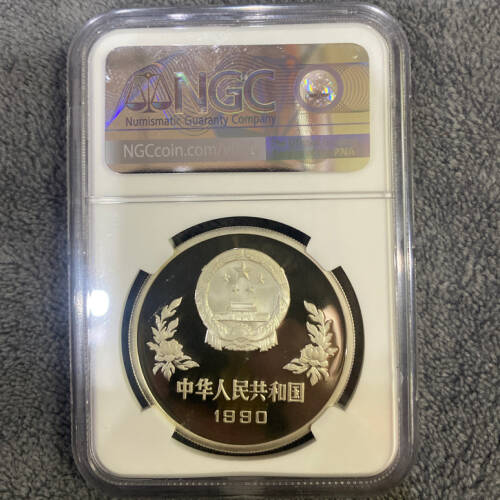 NGC
Numismatic Guaranty Company
NGCcoin.com/
中华人民共和国
1990